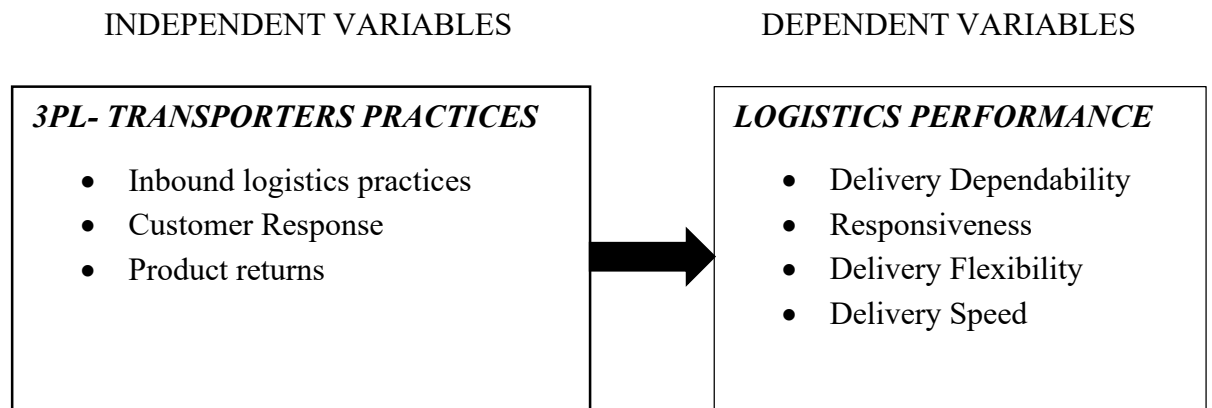 INDEPENDENT VARIABLES
DEPENDENT VARIABLES
3PL- TRANSPORTERS PRACTICES
• Inbound logistics practices
• Customer Response
• Product returns
LOGISTICS PERFORMANCE
• Delivery Dependability
• Responsiveness
• Delivery Flexibility
• Delivery Speed